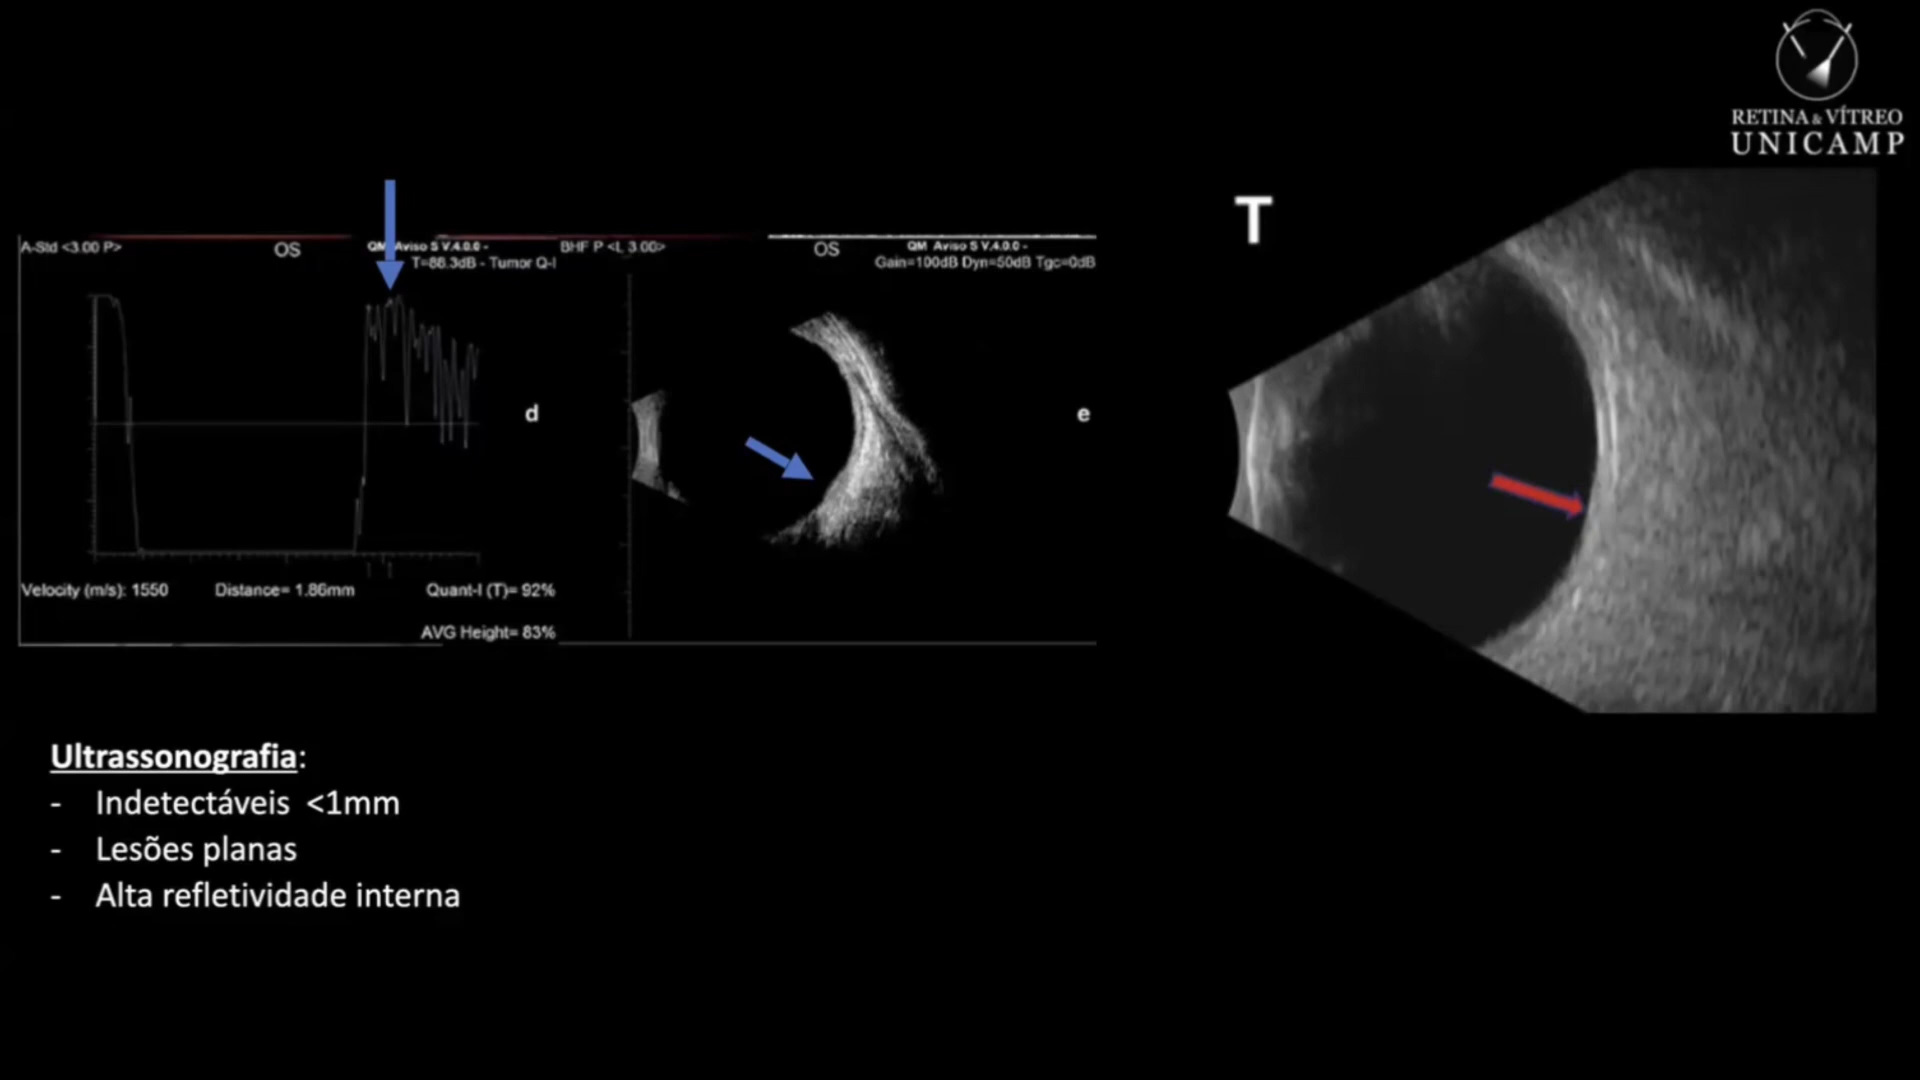 RETINA & VÍTREO
UNICAMP
T
A-Std <3.00 P>
OS
QM Aviso S V.4.0.0 -
T=88.3dB - Tumor Q-I
BHF P <L 3.00>
OS
QM Aviso S V.4.0.0 -
Gain=100dB Dyn=50dB Tgc=0dB
d
e
Velocity (m/s): 1550
Distance= 1.86mm
Quant-I (T)= 92%
AVG Height= 83%
Ultrassonografia:
- Indetectáveis <1mm
- Lesões planas
- Alta refletividade interna